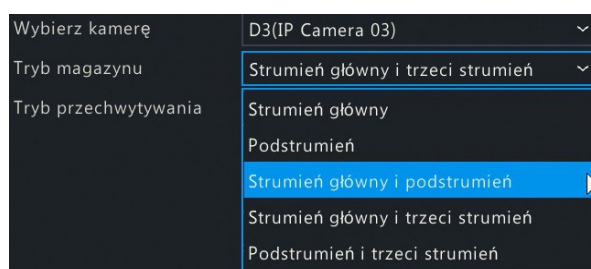 Wybierz kamerę D3(IP Camera 03)
Tryb magazynu Strumień główny i trzeci strumień
Tryb przechwytywania Strumień główny
Podstrumień
Strumień główny i podstrumień
Strumień główny i trzeci strumień
Podstrumień i trzeci strumień